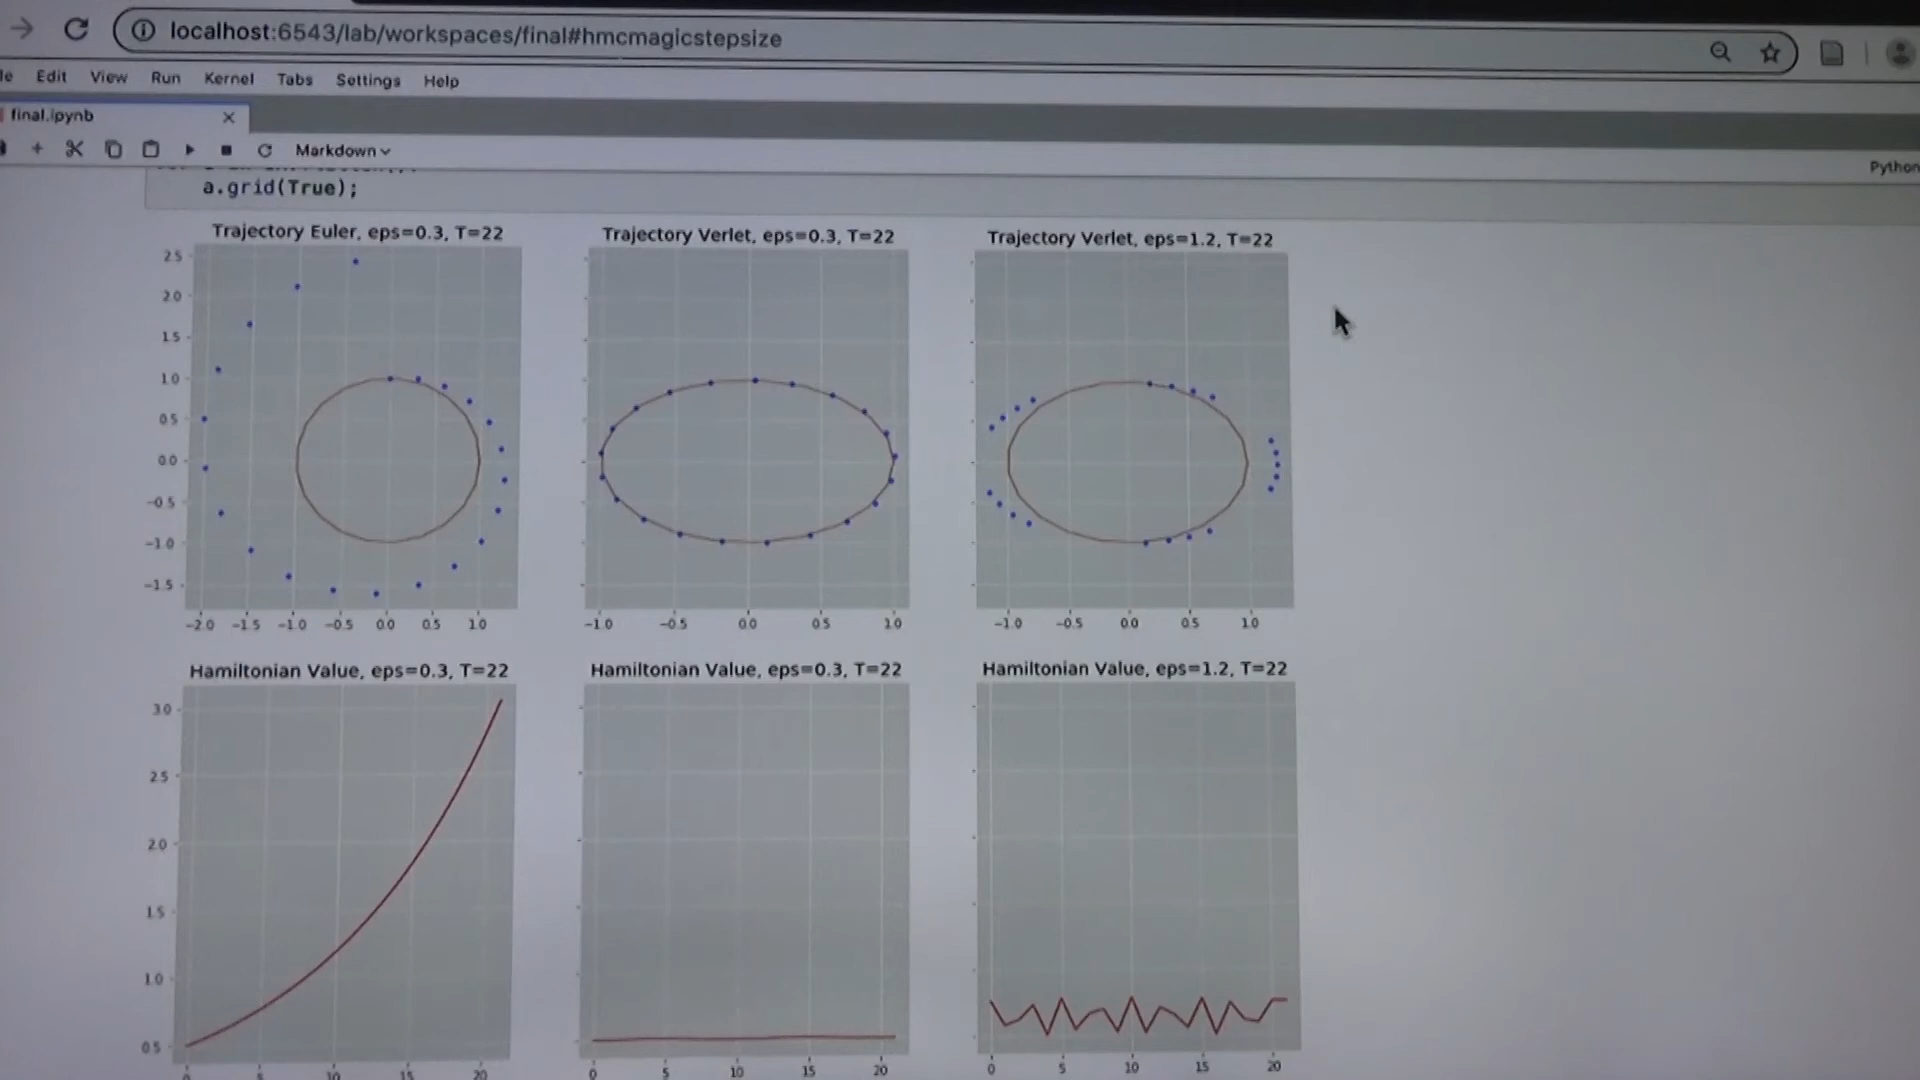 localhost:6543/lab/workspaces/final#hmcmagicstepsize
Edit View Run Kernel Tabs Settings Help
final.ipynb
Markdown
Python
a.grid(True);
Trajectory Euler, eps=0.3, T=22
Trajectory Verlet, eps=0.3, T=22
Trajectory Verlet, eps=1.2, T=22
2.5
2.0
1.5
1.0
0.5
0.0
−0.5
−1.0
−1.5
−2.0 −1.5 −1.0 −0.5 0.0 0.5 1.0
−1.0 −0.5 0.0 0.5 1.0
−1.0 −0.5 0.0 0.5 1.0
Hamiltonian Value, eps=0.3, T=22
Hamiltonian Value, eps=0.3, T=22
Hamiltonian Value, eps=1.2, T=22
3.0
2.5
2.0
1.5
1.0
0.5
0 5 10 15 20
0 5 10 15 20
0 5 10 15 20